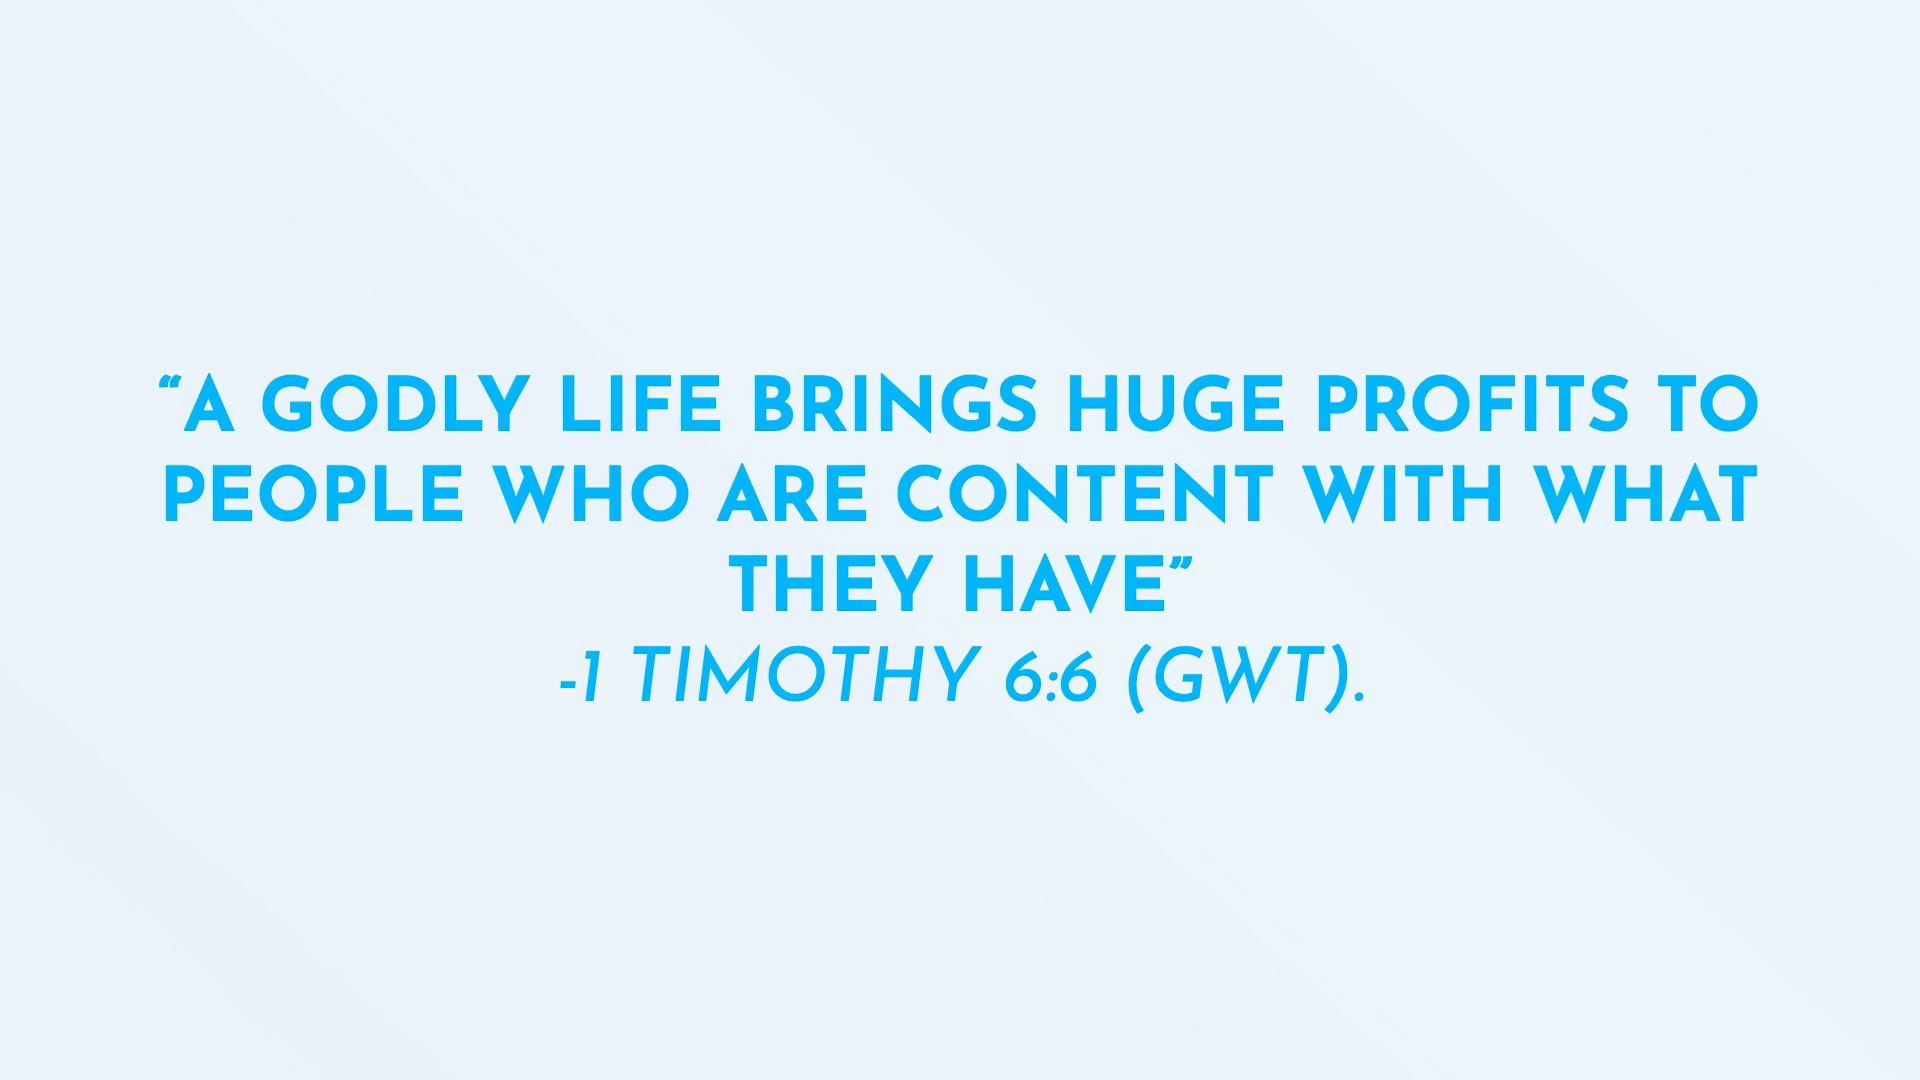 “A GODLY LIFE BRINGS HUGE PROFITS TO
PEOPLE WHO ARE CONTENT WITH WHAT
THEY HAVE”
-1 TIMOTHY 6:6 (GWT).